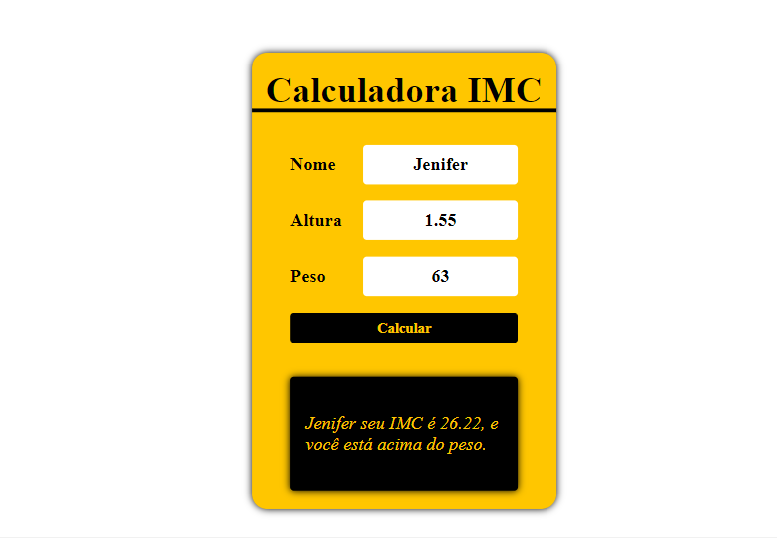 Calculadora IMC
Nome
Jenifer
Altura
1.55
Peso
63
Calcular
Jenifer seu IMC é 26.22, e
você está acima do peso.